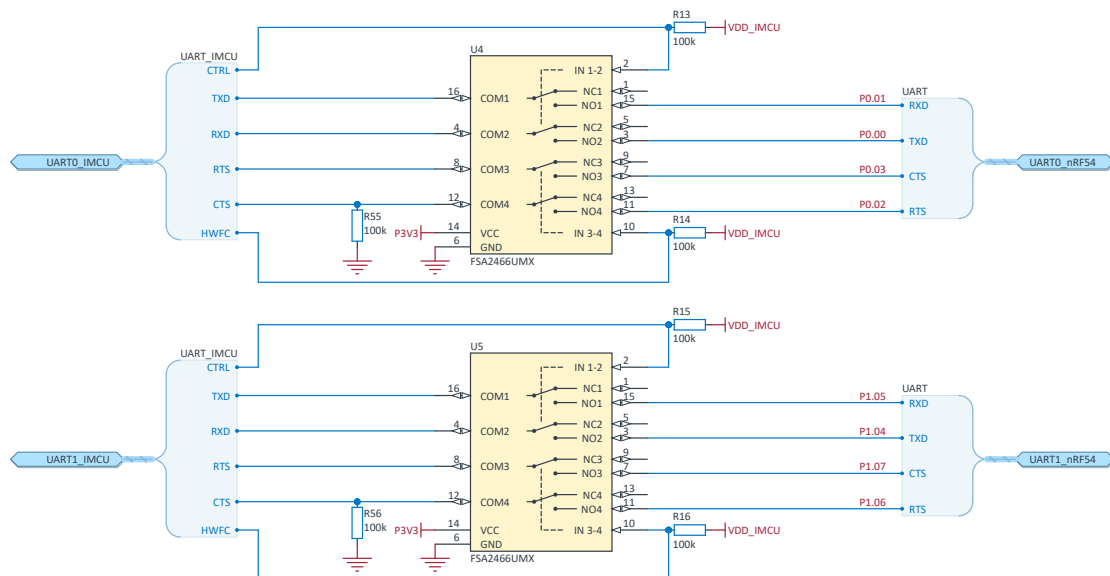 R13
100k
VDD_IMCU
UART_IMCU
U4
CTRL
IN 1-2
2
UART
TXD
16
COM1
NC1
1
NO1
15
P0.01
RXD
RXD
4
COM2
NC2
5
NO2
3
P0.00
TXD
UART0_IMCU
RTS
8
COM3
NC3
9
NO3
7
P0.03
CTS
UART0_nRF54
CTS
12
COM4
NC4
13
NO4
11
P0.02
RTS
R55
100k
HWFC
P3V3
14
VCC
IN 3-4
10
R14
100k
VDD_IMCU
6
GND
FSA2466UMX
R15
100k
VDD_IMCU
UART_IMCU
U5
CTRL
IN 1-2
2
UART
TXD
16
COM1
NC1
1
NO1
15
P1.05
RXD
RXD
4
COM2
NC2
5
NO2
3
P1.04
TXD
UART1_IMCU
RTS
8
COM3
NC3
9
NO3
7
P1.07
CTS
UART1_nRF54
CTS
12
COM4
NC4
13
NO4
11
P1.06
RTS
R56
100k
HWFC
P3V3
14
VCC
IN 3-4
10
R16
100k
VDD_IMCU
6
GND
FSA2466UMX